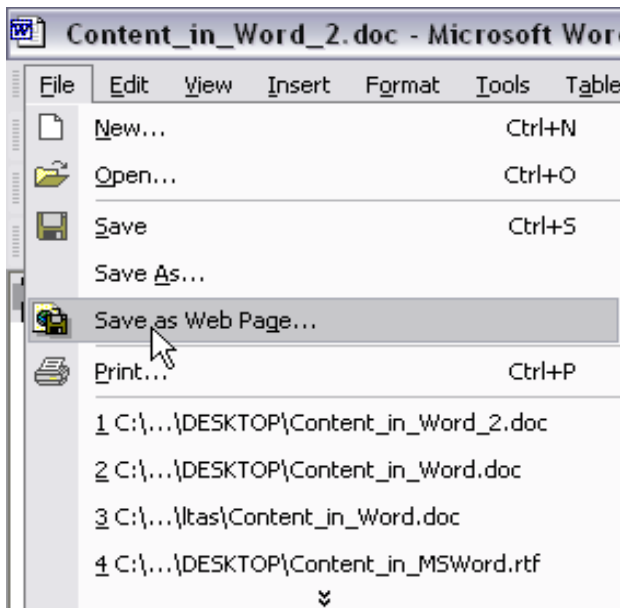 Content_in_Word_2.doc - Microsoft Wor
File Edit View Insert Format Tools Table
New... Ctrl+N
Open... Ctrl+O
Save Ctrl+S
Save As...
Save as Web Page...
Print... Ctrl+P
1 C:\...\DESKTOP\Content_in_Word_2.doc
2 C:\...\DESKTOP\Content_in_Word.doc
3 C:\...\ltas\Content_in_Word.doc
4 C:\...\DESKTOP\Content_in_MSWord.rtf